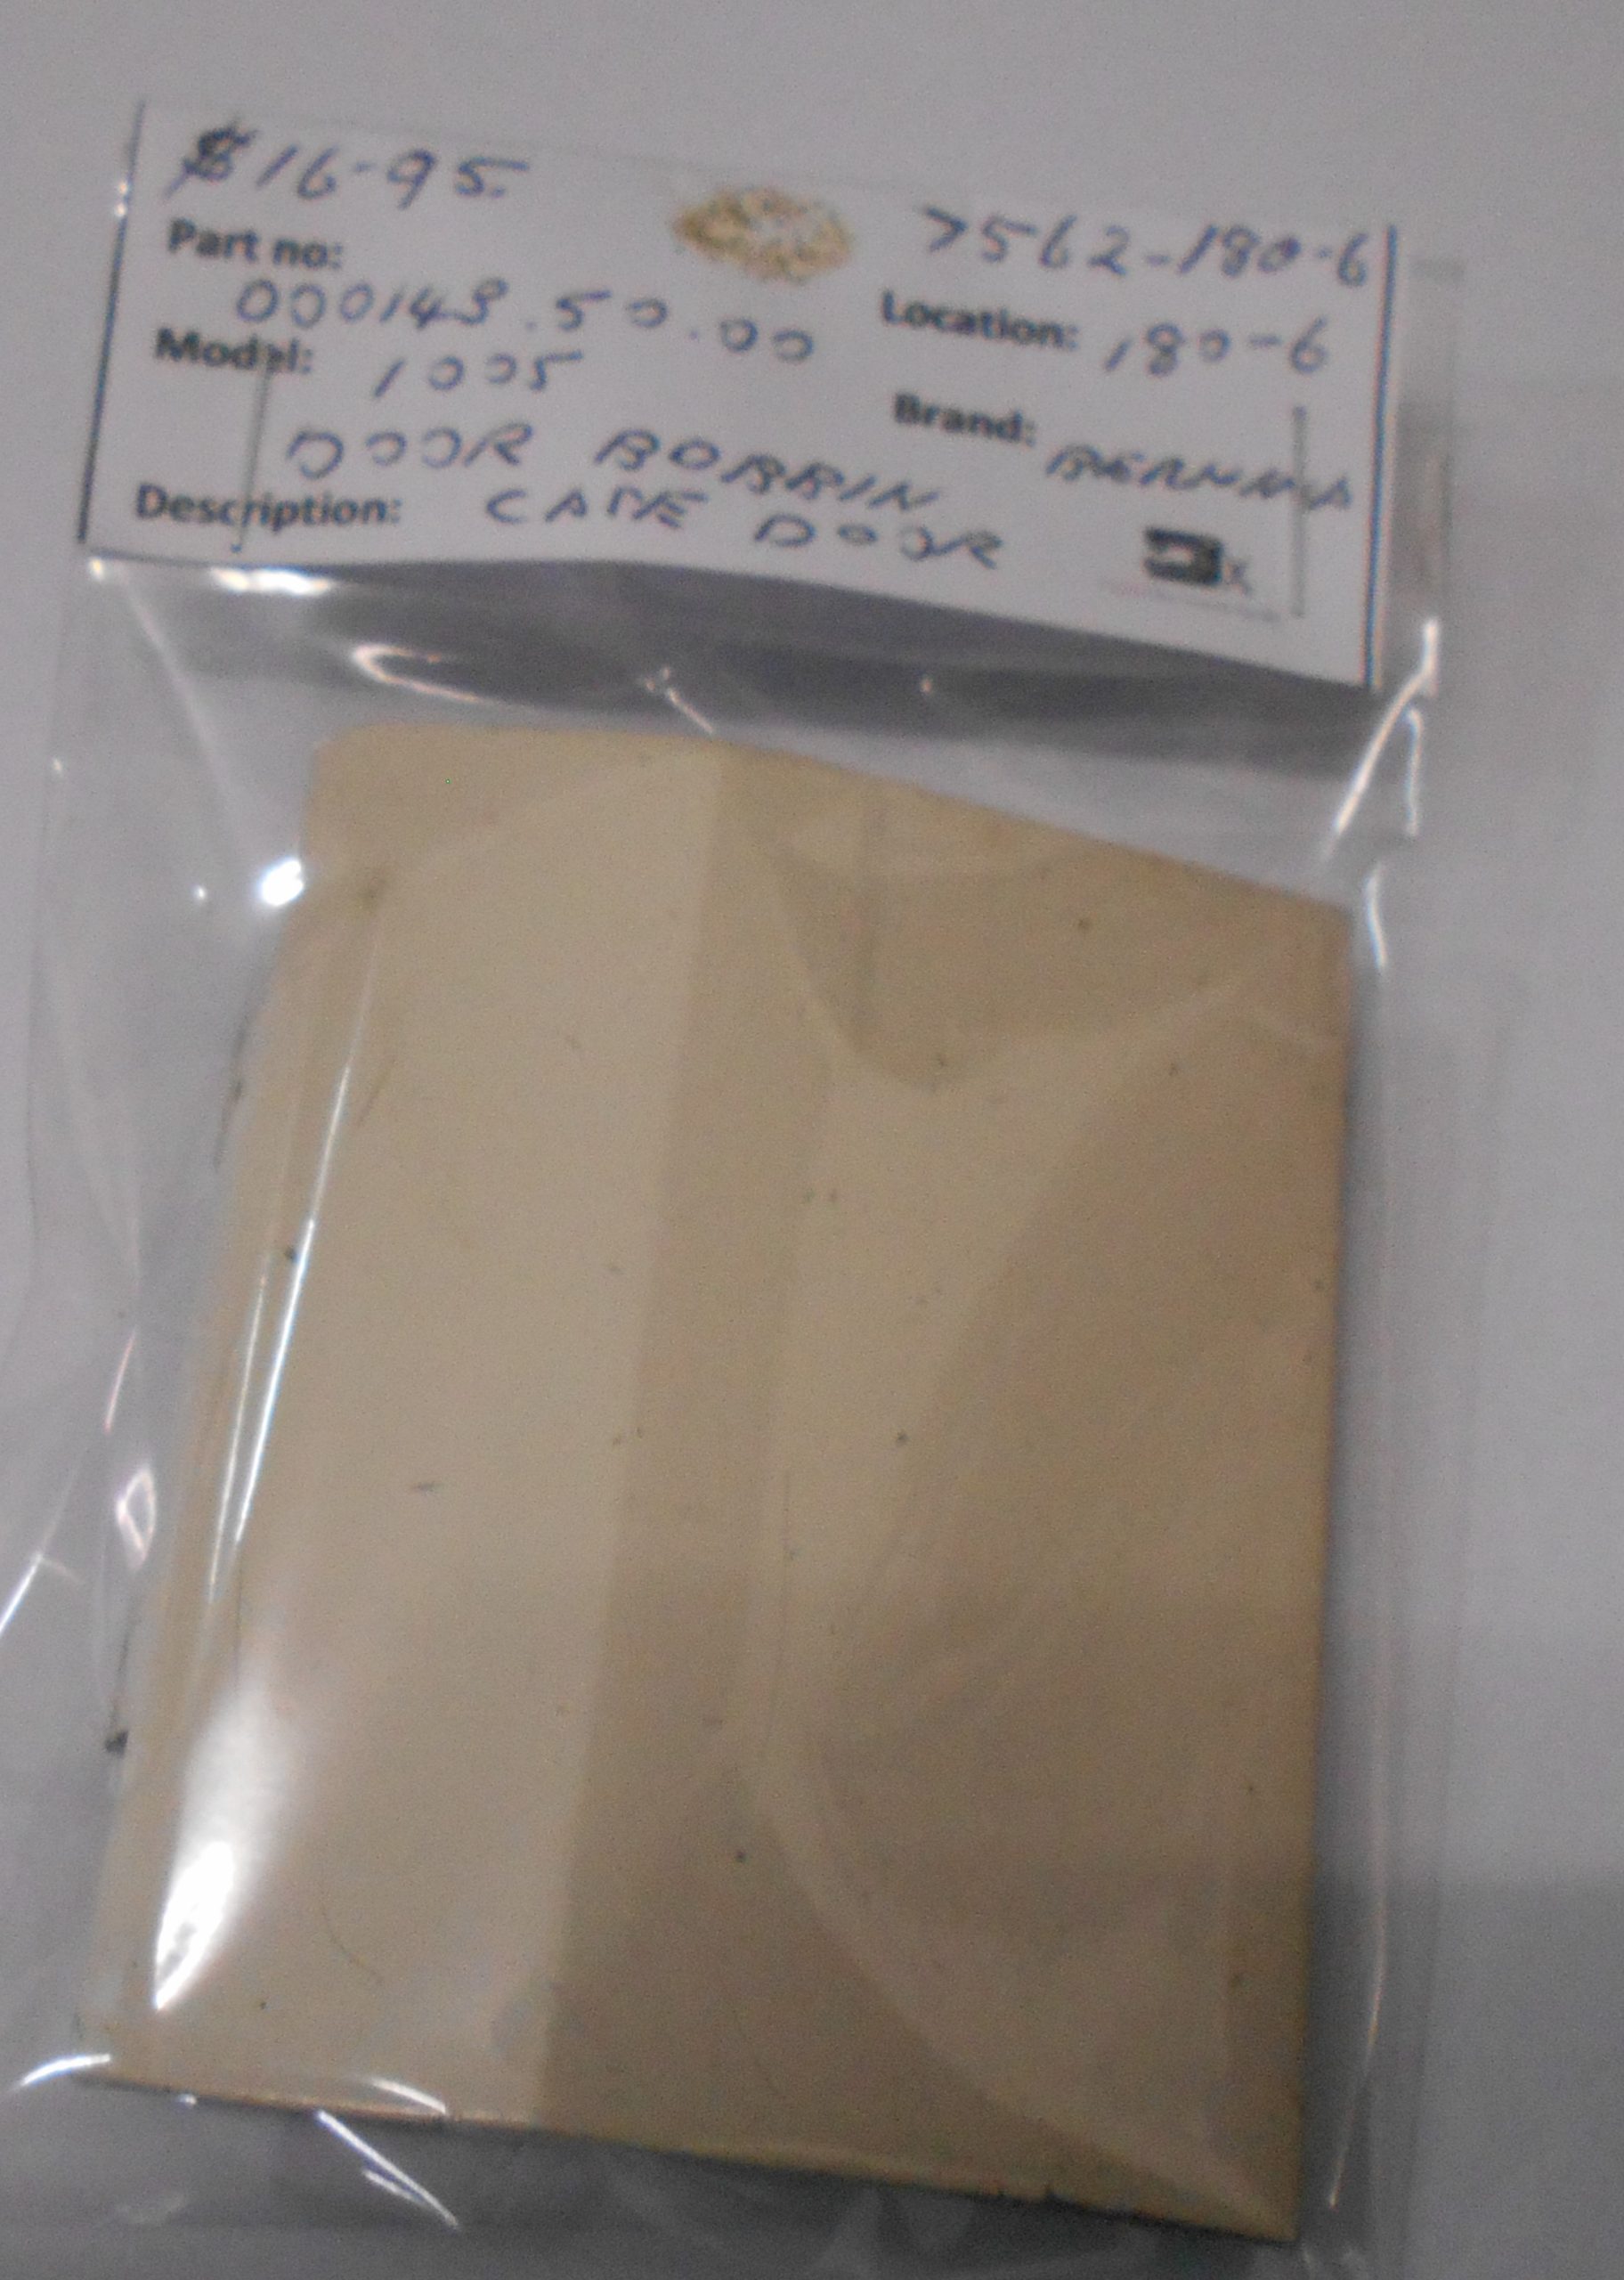 $16-95
7562-180-6
Part no: 000143.50.00
Location: 180-6
Model: 1005
Brand: BERNINA
DOOR BOBBIN
Description: CASE DOOR